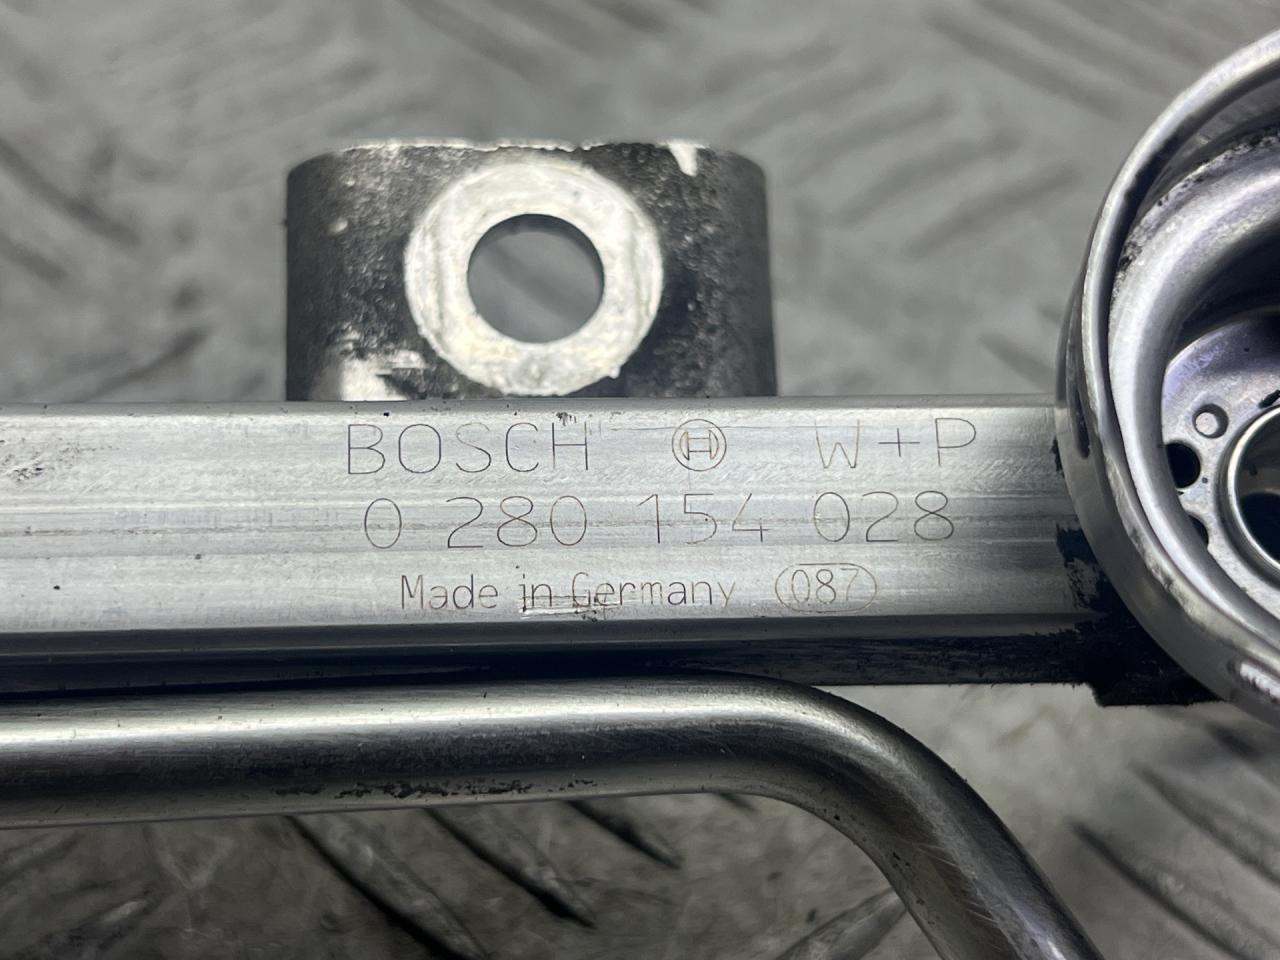 BOSCH H W+P
0 280 154 028
Made in Germany 087